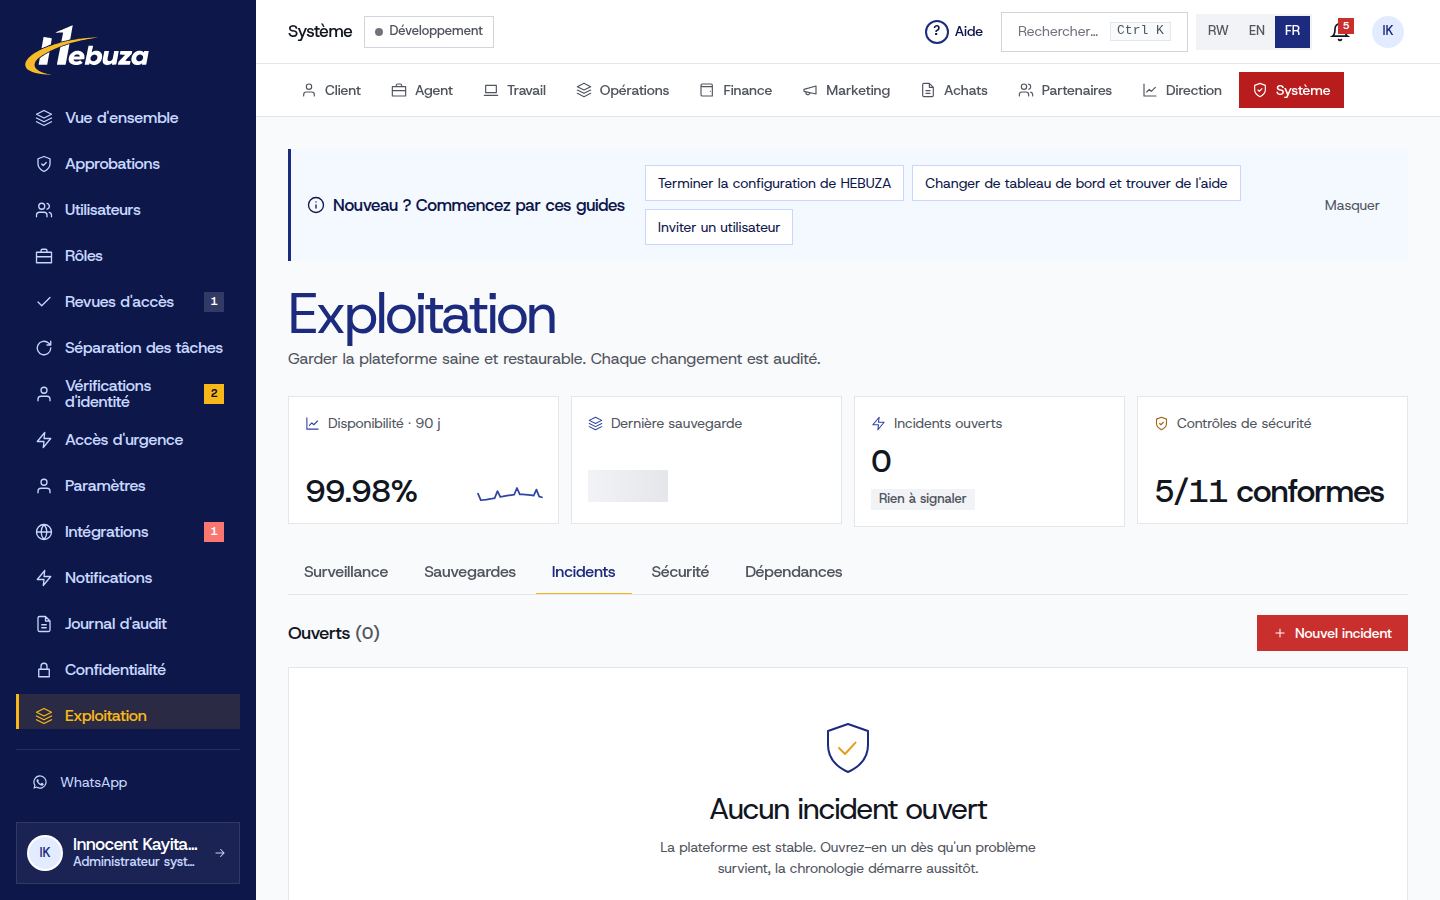 Hebuza
Vue d'ensemble
Approbations
Utilisateurs
Rôles
Revues d'accès 1
Séparation des tâches
Vérifications
d'identité
2
Accès d'urgence
Paramètres
Intégrations 1
Notifications
Journal d'audit
Confidentialité
Exploitation
WhatsApp
IK
Innocent Kayita...
Administrateur syst...
Système
Développement
? Aide
Rechercher... Ctrl K
RW EN FR
5
IK
Client
Agent
Travail
Opérations
Finance
Marketing
Achats
Partenaires
Direction
Système
Nouveau ? Commencez par ces guides
Terminer la configuration de HEBUZA
Changer de tableau de bord et trouver de l'aide
Inviter un utilisateur
Masquer
Exploitation
Garder la plateforme saine et restaurable. Chaque changement est audité.
Disponibilité · 90 j
99.98%
Dernière sauvegarde
Incidents ouverts
0
Rien à signaler
Contrôles de sécurité
5/11 conformes
Surveillance
Sauvegardes
Incidents
Sécurité
Dépendances
Ouverts (0)
+ Nouvel incident
Aucun incident ouvert
La plateforme est stable. Ouvrez-en un dès qu'un problème
survient, la chronologie démarre aussitôt.